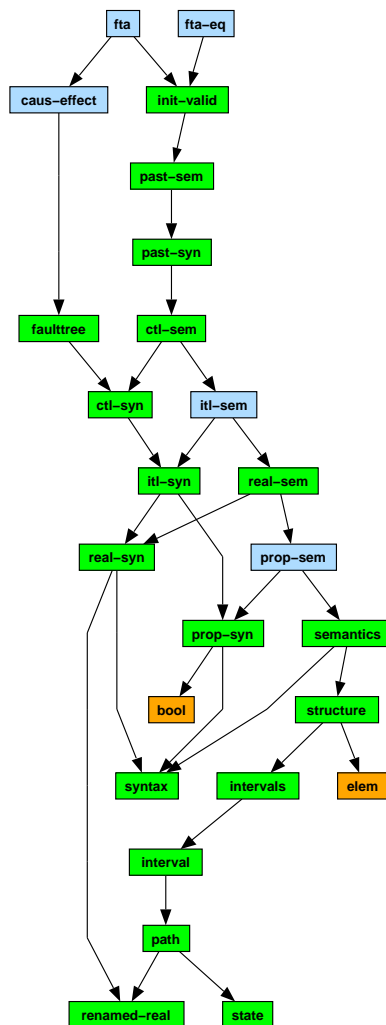 fta
fta–eq
caus–effect
init–valid
past–sem
past–syn
faulttree
ctl–sem
ctl–syn
itl–sem
itl–syn
real–sem
real–syn
prop–sem
prop–syn
semantics
bool
structure
syntax
intervals
elem
interval
path
renamed–real
state